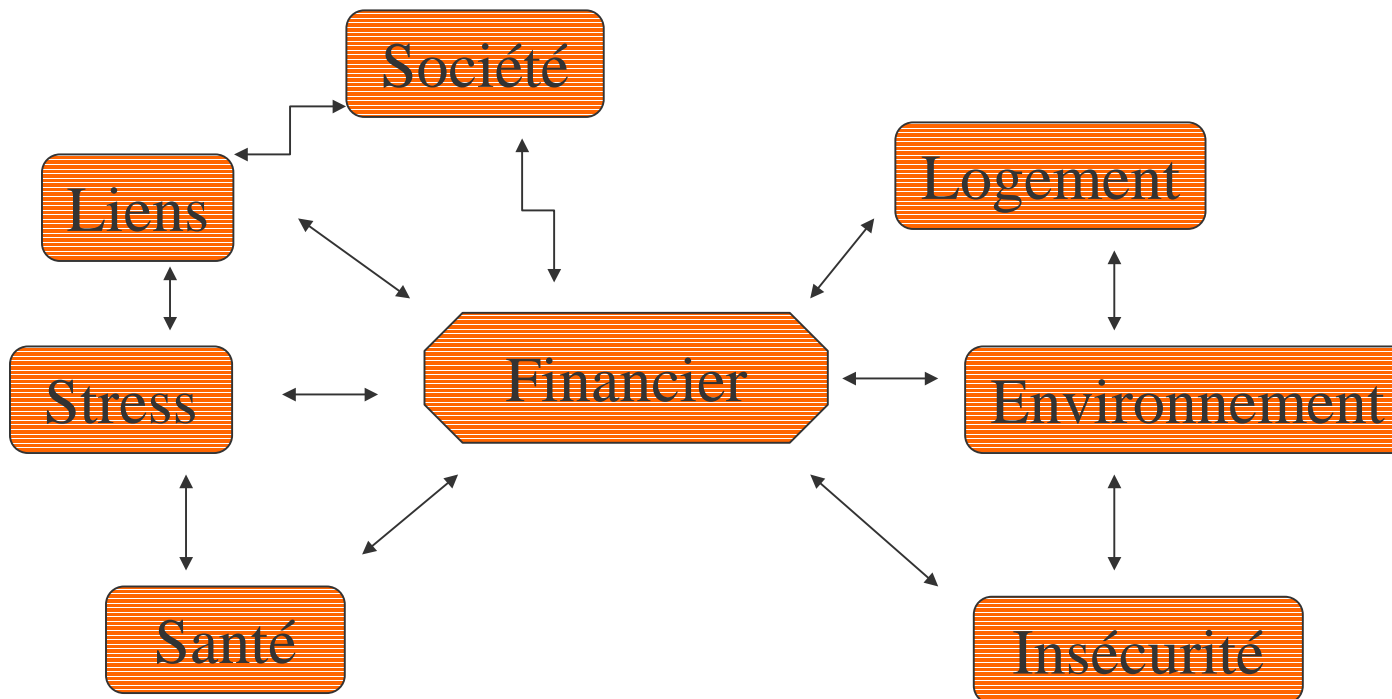 Société
Logement
Liens
Financier
Stress
Environnement
Santé
Insécurité